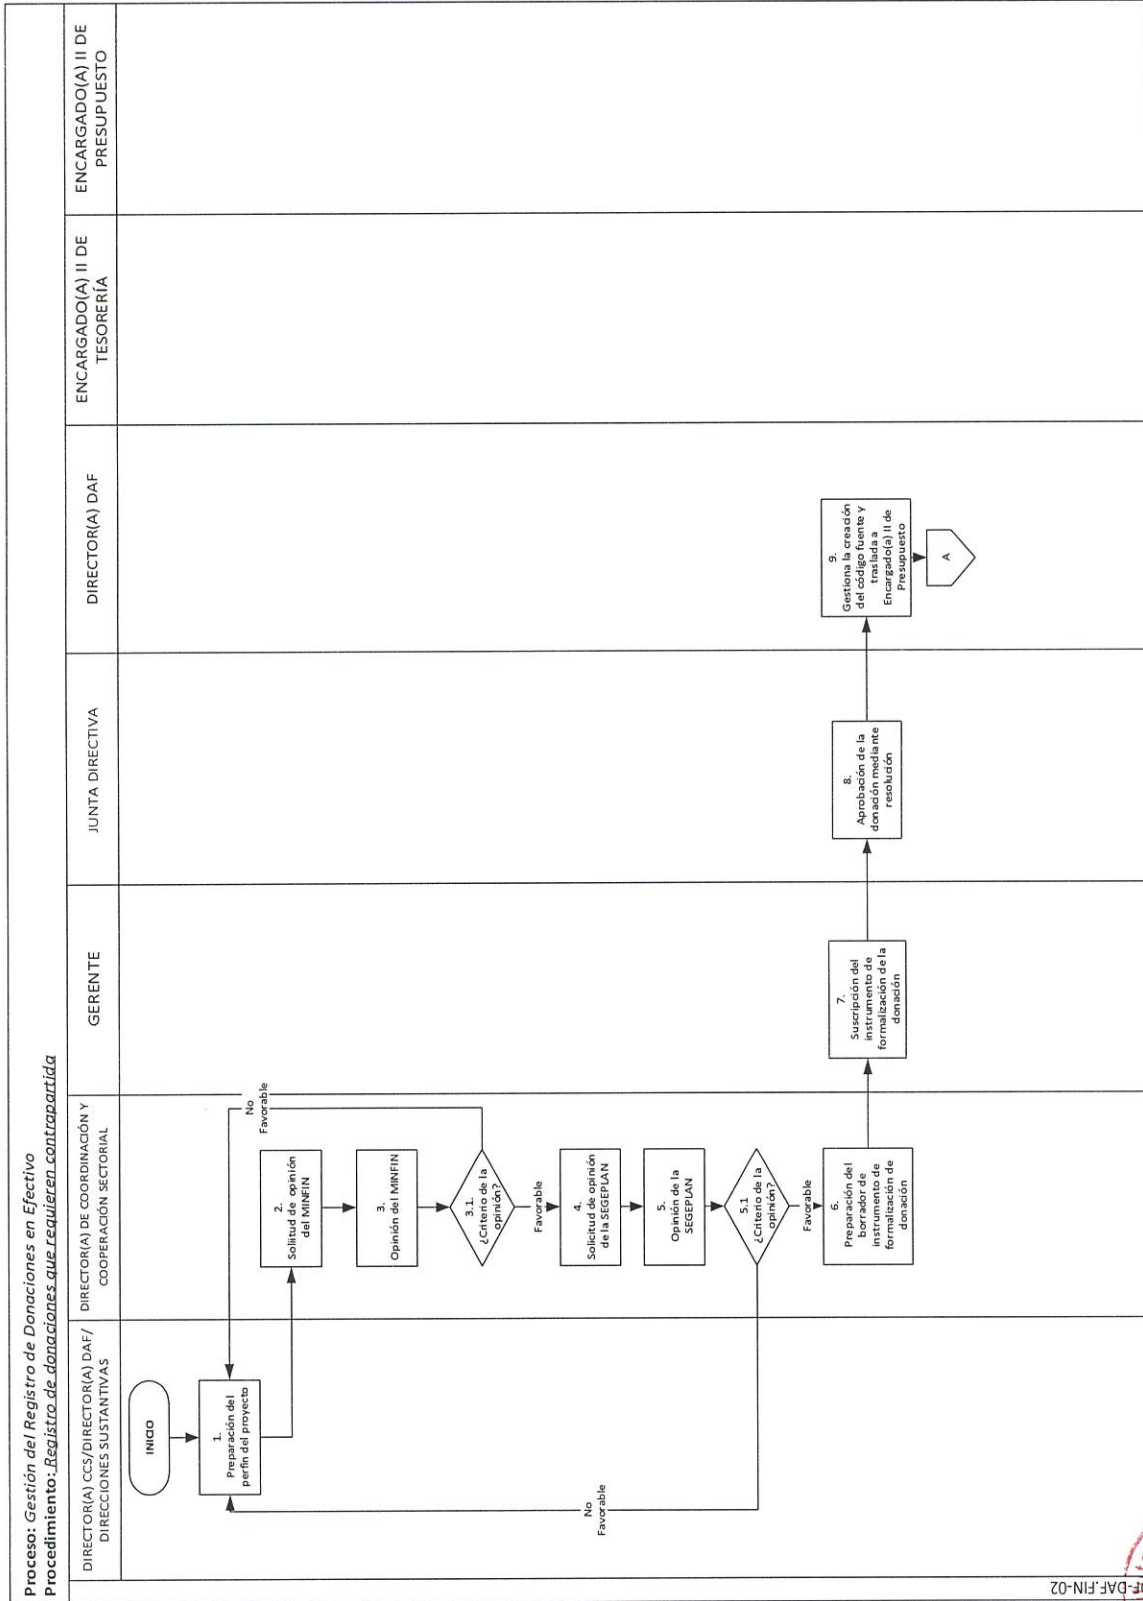 Proceso: Gestión del Registro de Donaciones en Efectivo
Procedimiento: Registro de donaciones que requieren contrapartida
DIRECTOR(A) CCS/DIRECTOR(A) DAF/
DIRECCIONES SUSTANTIVAS
DIRECTOR(A) DE COORDINACIÓN Y
COOPERACIÓN SECTORIAL
GERENTE
JUNTA DIRECTIVA
DIRECTOR(A) DAF
ENCARGADO(A) II DE
TESORERÍA
ENCARGADO(A) II DE
PRESUPUESTO
INICIO
1.
Preparación del
perfin del proyecto
No
Favorable
2.
Soliitud de opinión
del MINFIN
3.
Opinión del MINFIN
3.1.
¿Criterio de la
opinión?
Favorable
4.
Solicitud de opinión
de la SEGEPLAN
5.
Opinión de la
SEGEPLAN
5.1
¿Criterio de la
opinión?
No
Favorable
Favorable
6.
Preparación del
borrador de
instrumento de
formalización de
donación
7.
Suscripción del
instrumento de
formalización de la
donación
8.
Aprobación de la
donación mediante
resolución
9.
Gestiona la creación
del código fuente y
traslada a
Encargado(a) II de
Presupuesto
A
DAF.FIN-02